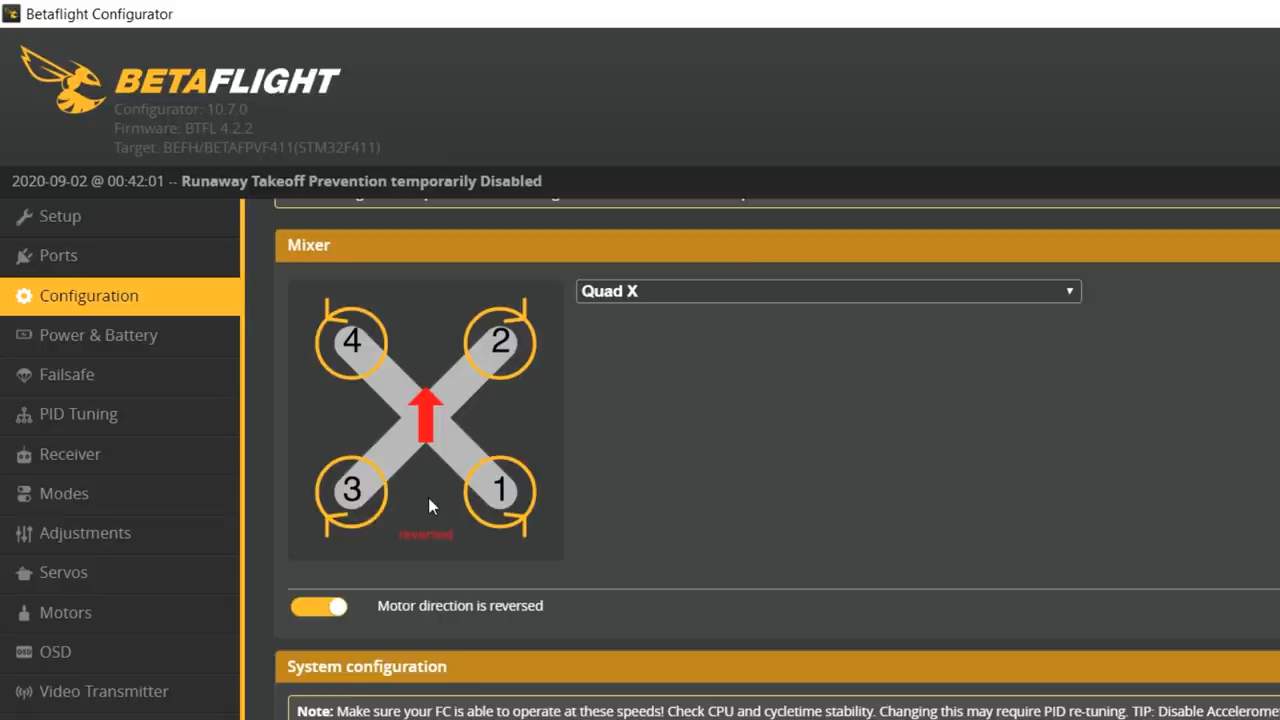 Betaflight Configurator
BETAFLIGHT
Configurator: 10.7.0
Firmware: BTFL 4.2.2
Target: BEFH/BETAFPVF411(STM32F411)
2020-09-02 @ 00:42:01 -- Runaway Takeoff Prevention temporarily Disabled
Setup
Ports
Configuration
Power & Battery
Failsafe
PID Tuning
Receiver
Modes
Adjustments
Servos
Motors
OSD
Video Transmitter
Mixer
Quad X
4
2
3
1
reversed
Motor direction is reversed
System configuration
Note: Make sure your FC is able to operate at these speeds! Check CPU and cycletime stability. Changing this may require PID re-tuning. TIP: Disable Accelerome